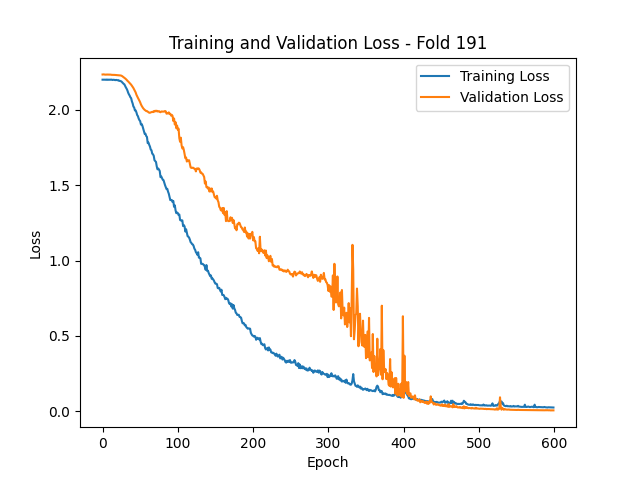 Training and Validation Loss - Fold 191
Training Loss
Validation Loss
Loss
2.0
1.5
1.0
0.5
0.0
0 100 200 300 400 500 600
Epoch